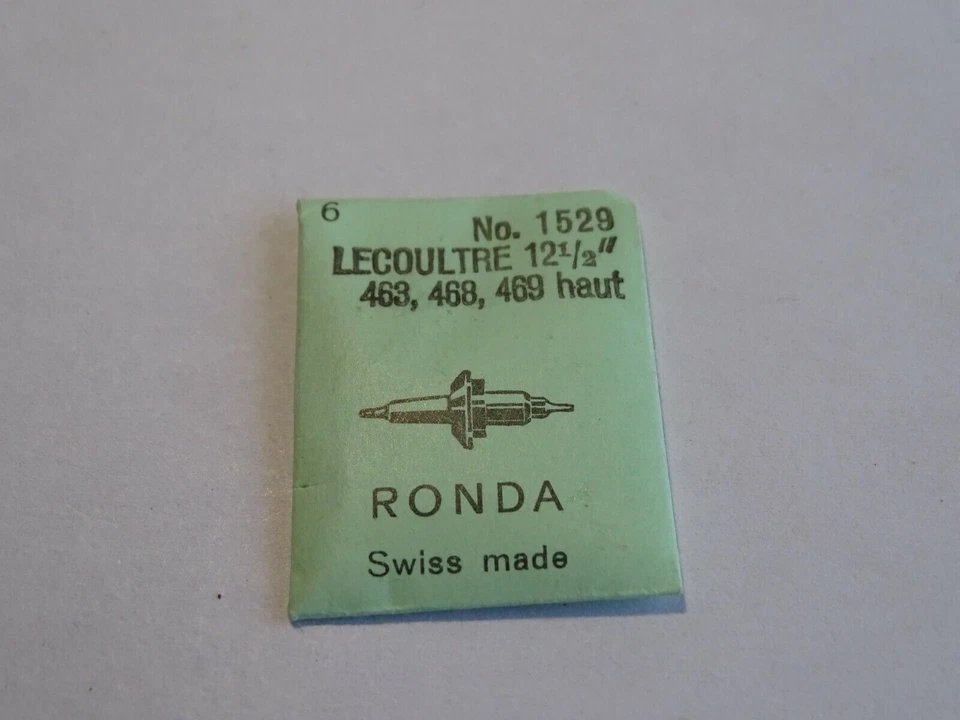 6
No. 1529
LECOULTRE 12½"
463, 468, 469 haut
RONDA
Swiss made